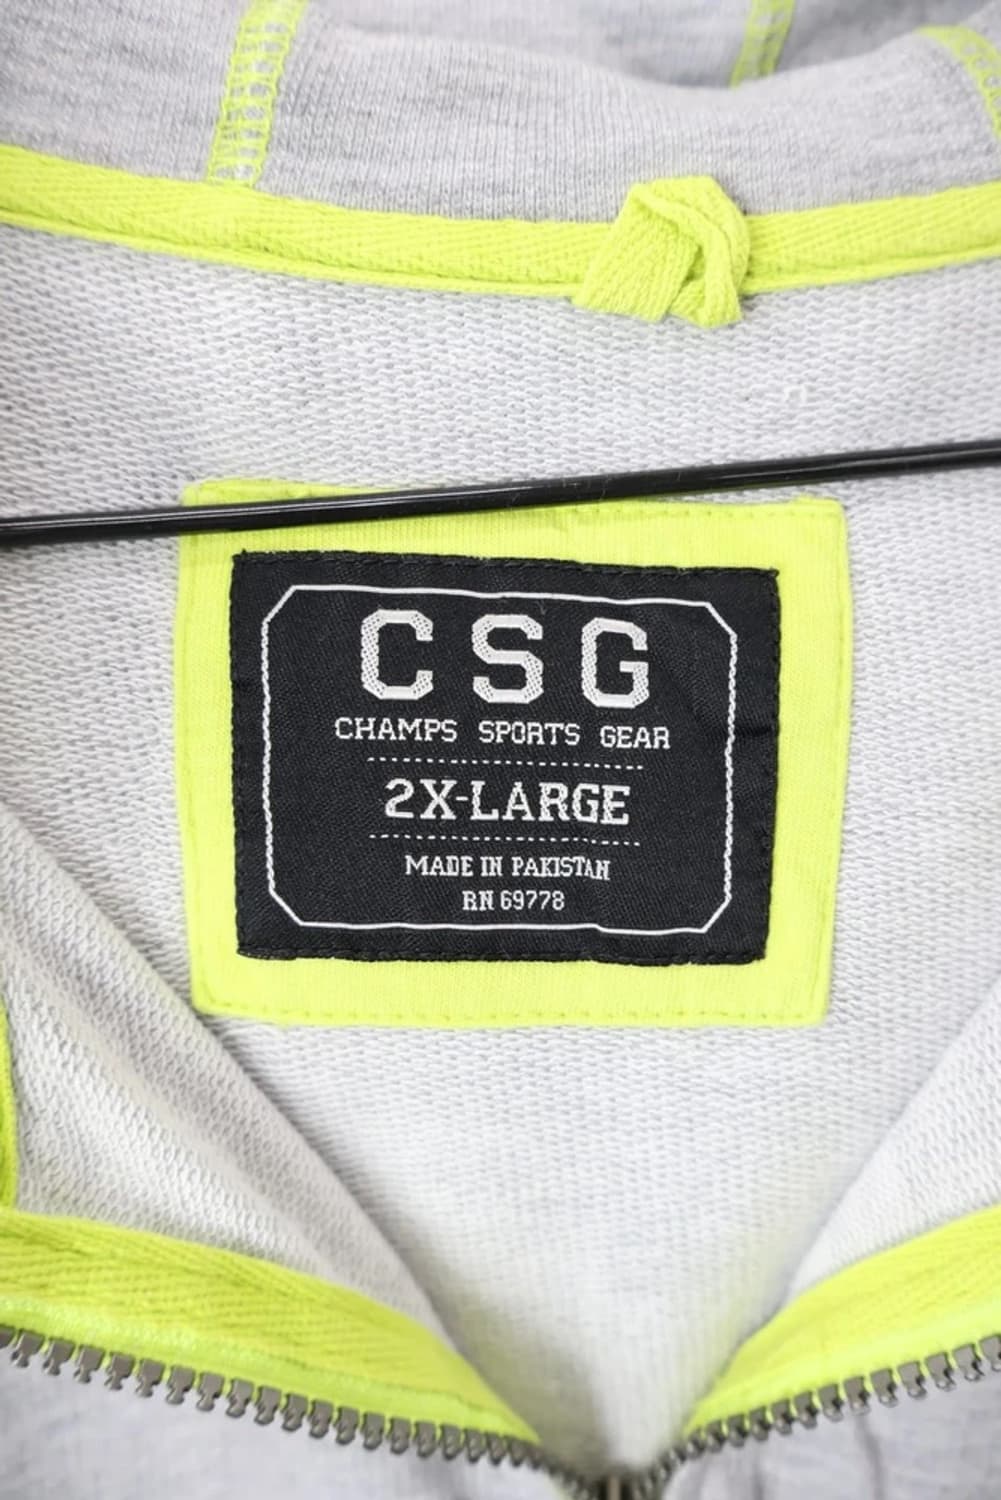 CSG
CHAMPS SPORTS GEAR
2X-LARGE
MADE IN PAKISTAN
RN 69778